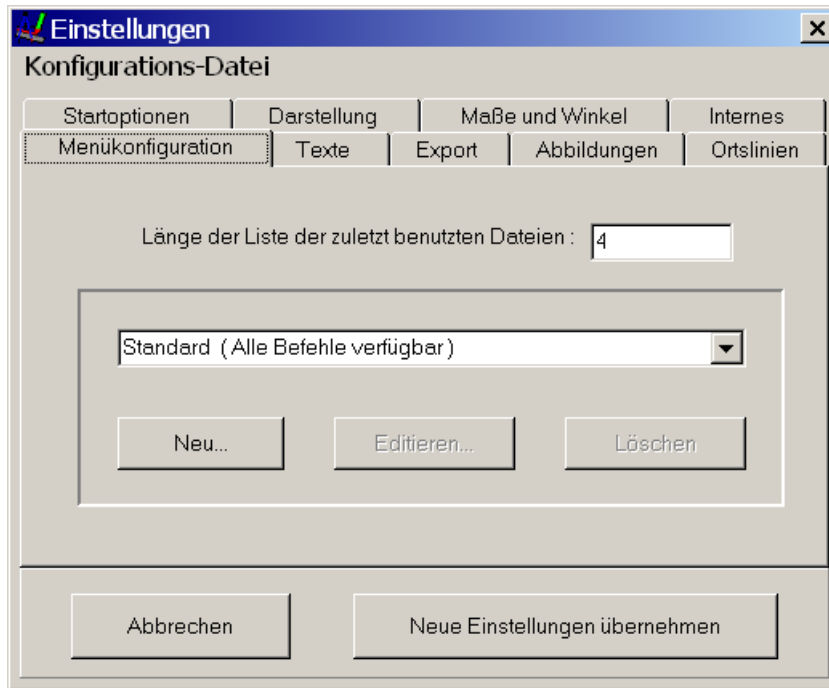 Einstellungen
Konfigurations-Datei
Startoptionen Darstellung Maße und Winkel Internes
Menükonfiguration Texte Export Abbildungen Ortslinien
Länge der Liste der zuletzt benutzten Dateien : 4
Standard ( Alle Befehle verfügbar )
Neu... Editieren... Löschen
Abbrechen Neue Einstellungen übernehmen